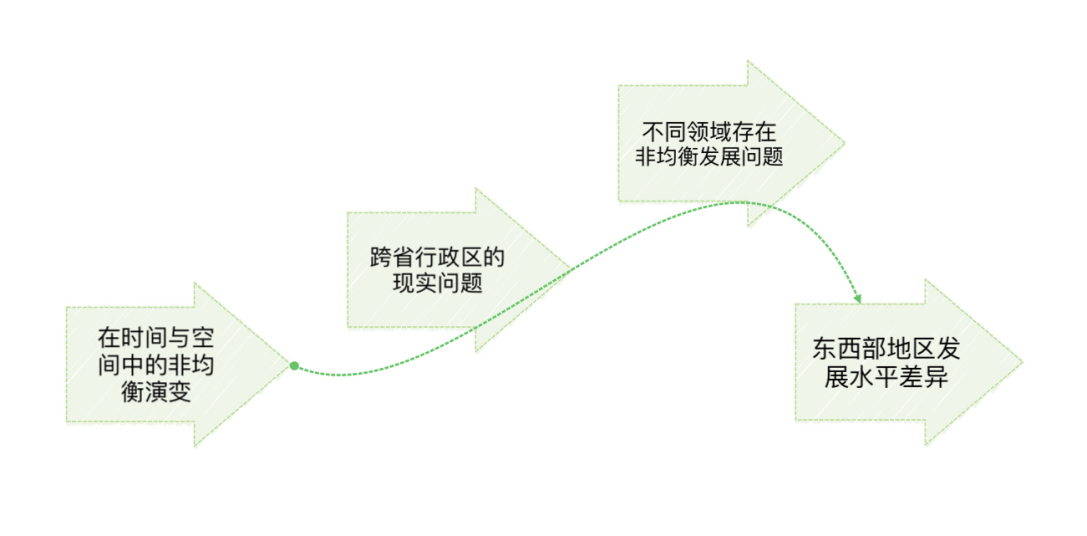 在时间与空
间中的非均
衡演变
跨省行政区的
现实问题
不同领域存在
非均衡发展问题
东西部地区发
展水平差异